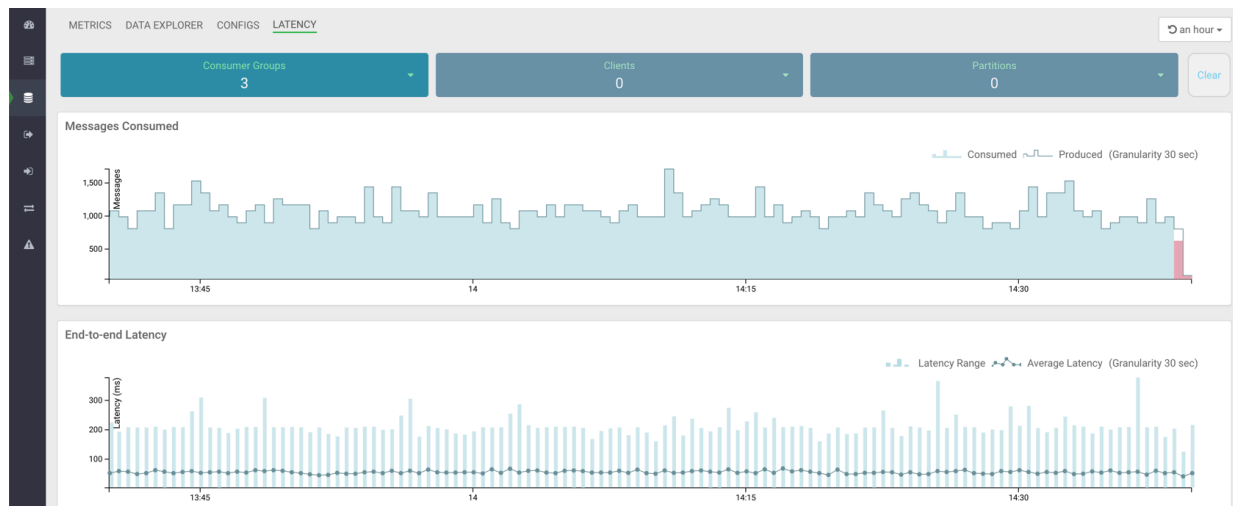 METRICS DATA EXPLORER CONFIGS LATENCY
an hour
Consumer Groups
3
Clients
0
Partitions
0
Clear
Messages Consumed
Consumed Produced (Granularity 30 sec)
Messages
1,500
1,000
500
13:45 14 14:15 14:30
End-to-end Latency
Latency Range Average Latency (Granularity 30 sec)
Latency (ms)
300
200
100
13:45 14 14:15 14:30